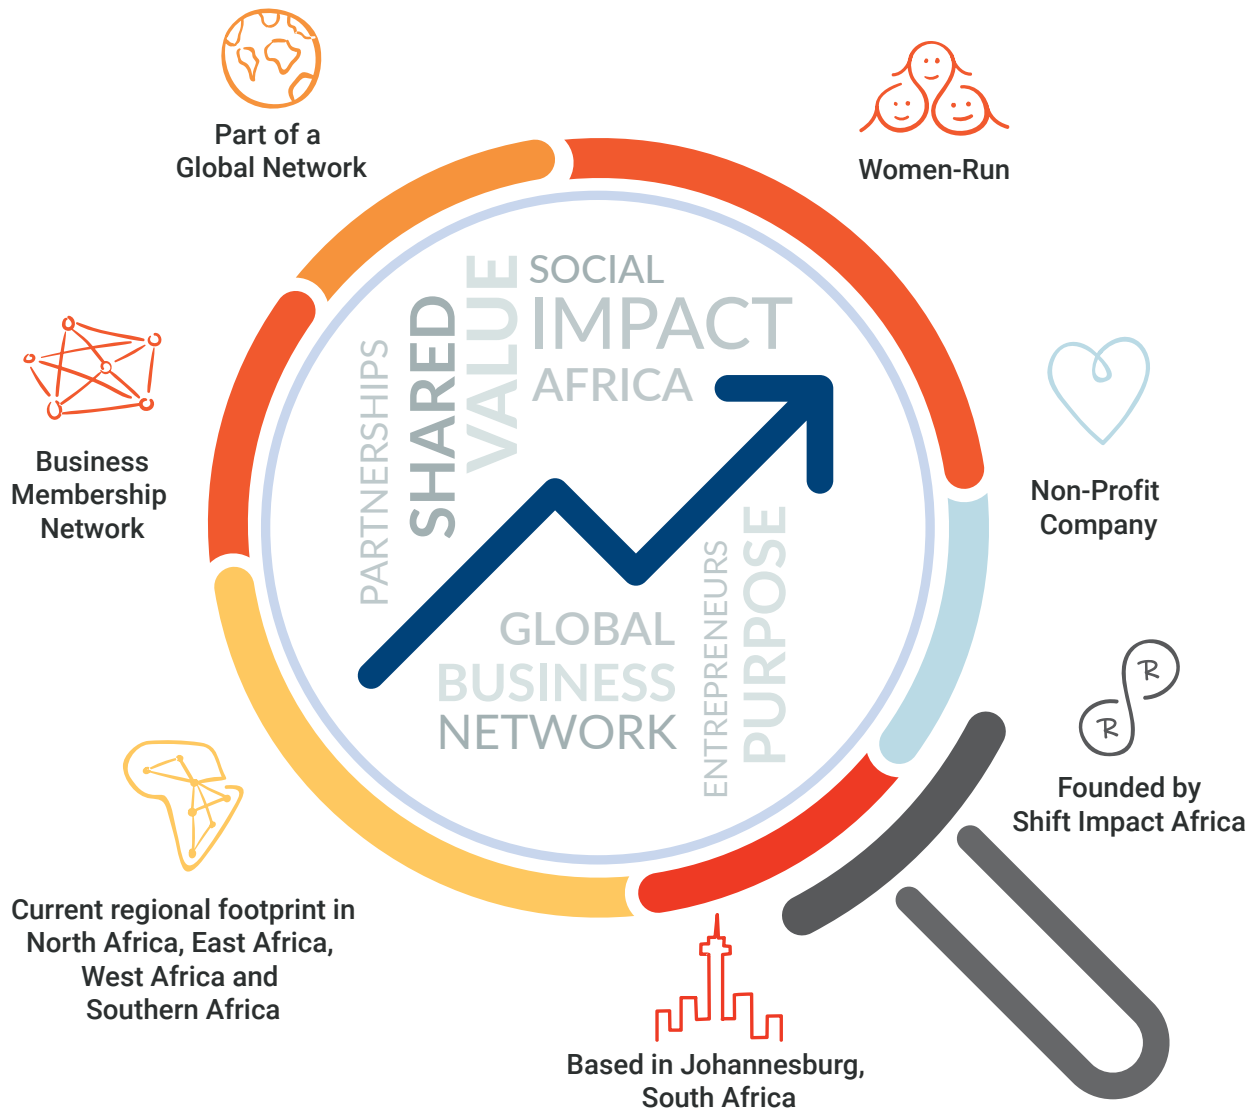 Part of a
Global Network
Women-Run
SOCIAL
IMPACT
AFRICA
VALUE
SHARED
PARTNERSHIPS
Business
Membership
Network
Non-Profit
Company
GLOBAL
BUSINESS
NETWORK
ENTREPRENEURS
PURPOSE
R
R
Founded by
Shift Impact Africa
Current regional footprint in
North Africa, East Africa,
West Africa and
Southern Africa
Based in Johannesburg,
South Africa